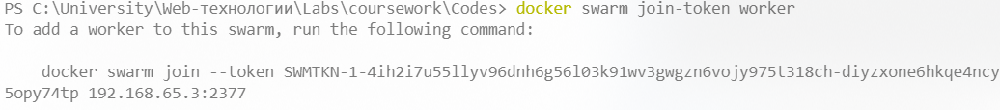 PS C:\University\Web-технологии\Labs\coursework\Codes> docker swarm join-token worker
To add a worker to this swarm, run the following command:
docker swarm join --token SWMTKN-1-4ih2i7u55llyv96dnh6g56l03k91wv3gwgzn6vojy975t318ch-diyzxone6hkqe4ncy
5opy74tp 192.168.65.3:2377